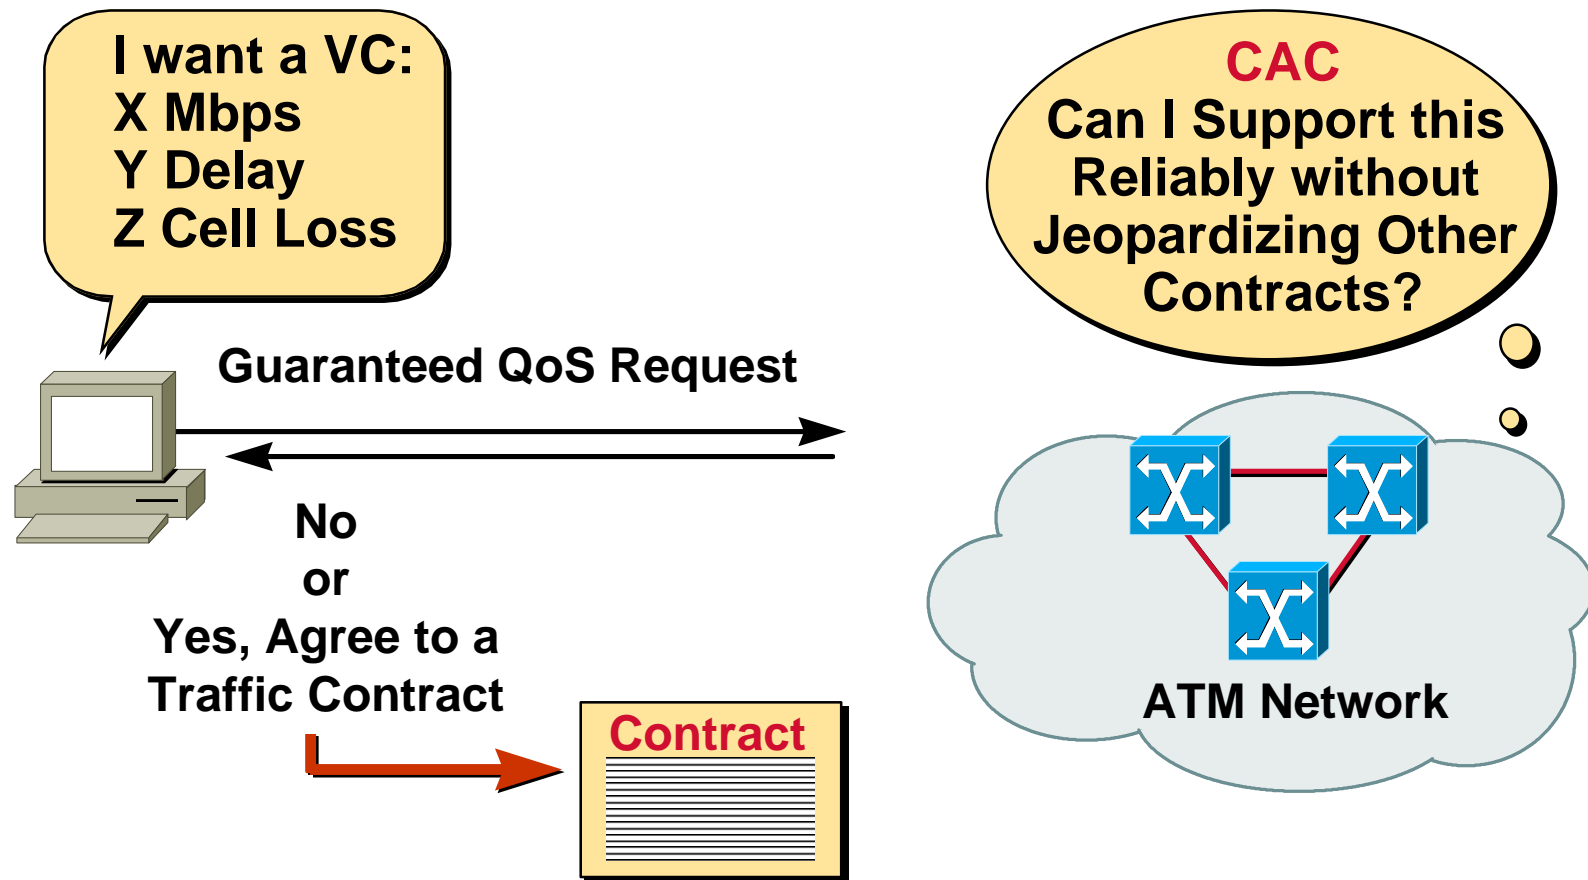 I want a VC:
X Mbps
Y Delay
Z Cell Loss
CAC
Can I Support this
Reliably without
Jeopardizing Other
Contracts?
Guaranteed QoS Request
No
or
Yes, Agree to a
Traffic Contract
Contract
ATM Network